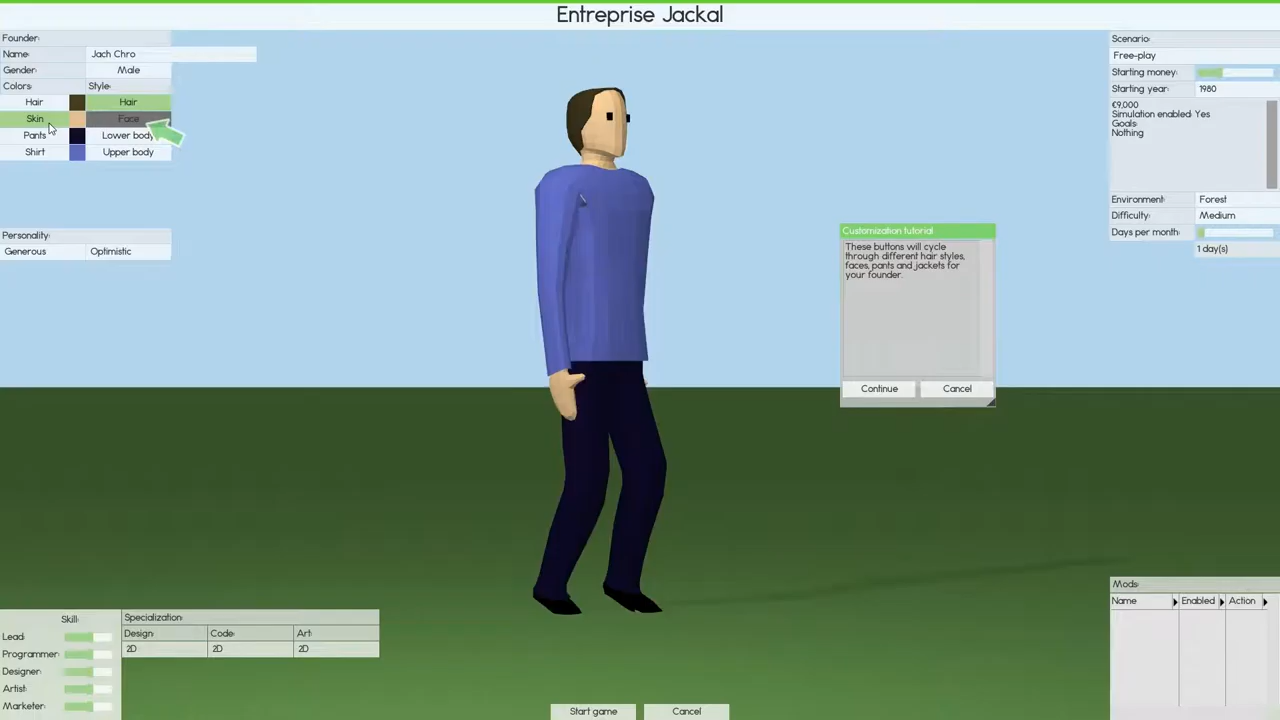 Entreprise Jackal
Founder:
Name: Jach Chro
Gender: Male
Colors: Style:
Hair Hair
Skin Face
Pants Lower body
Shirt Upper body
Personality:
Generous Optimistic
Skill:
Lead:
Programmer:
Designer:
Artist:
Marketer:
Specialization:
Design: Code: Art:
2D 2D 2D
Customization tutorial
These buttons will cycle
through different hair styles,
faces, pants and jackets for
your founder.
Continue Cancel
Start game Cancel
Scenario:
Free-play
Starting money:
Starting year: 1980
€9,000
Simulation enabled: Yes
Goals:
Nothing
Environment: Forest
Difficulty: Medium
Days per month:
1 day(s)
Mods:
Name Enabled Action